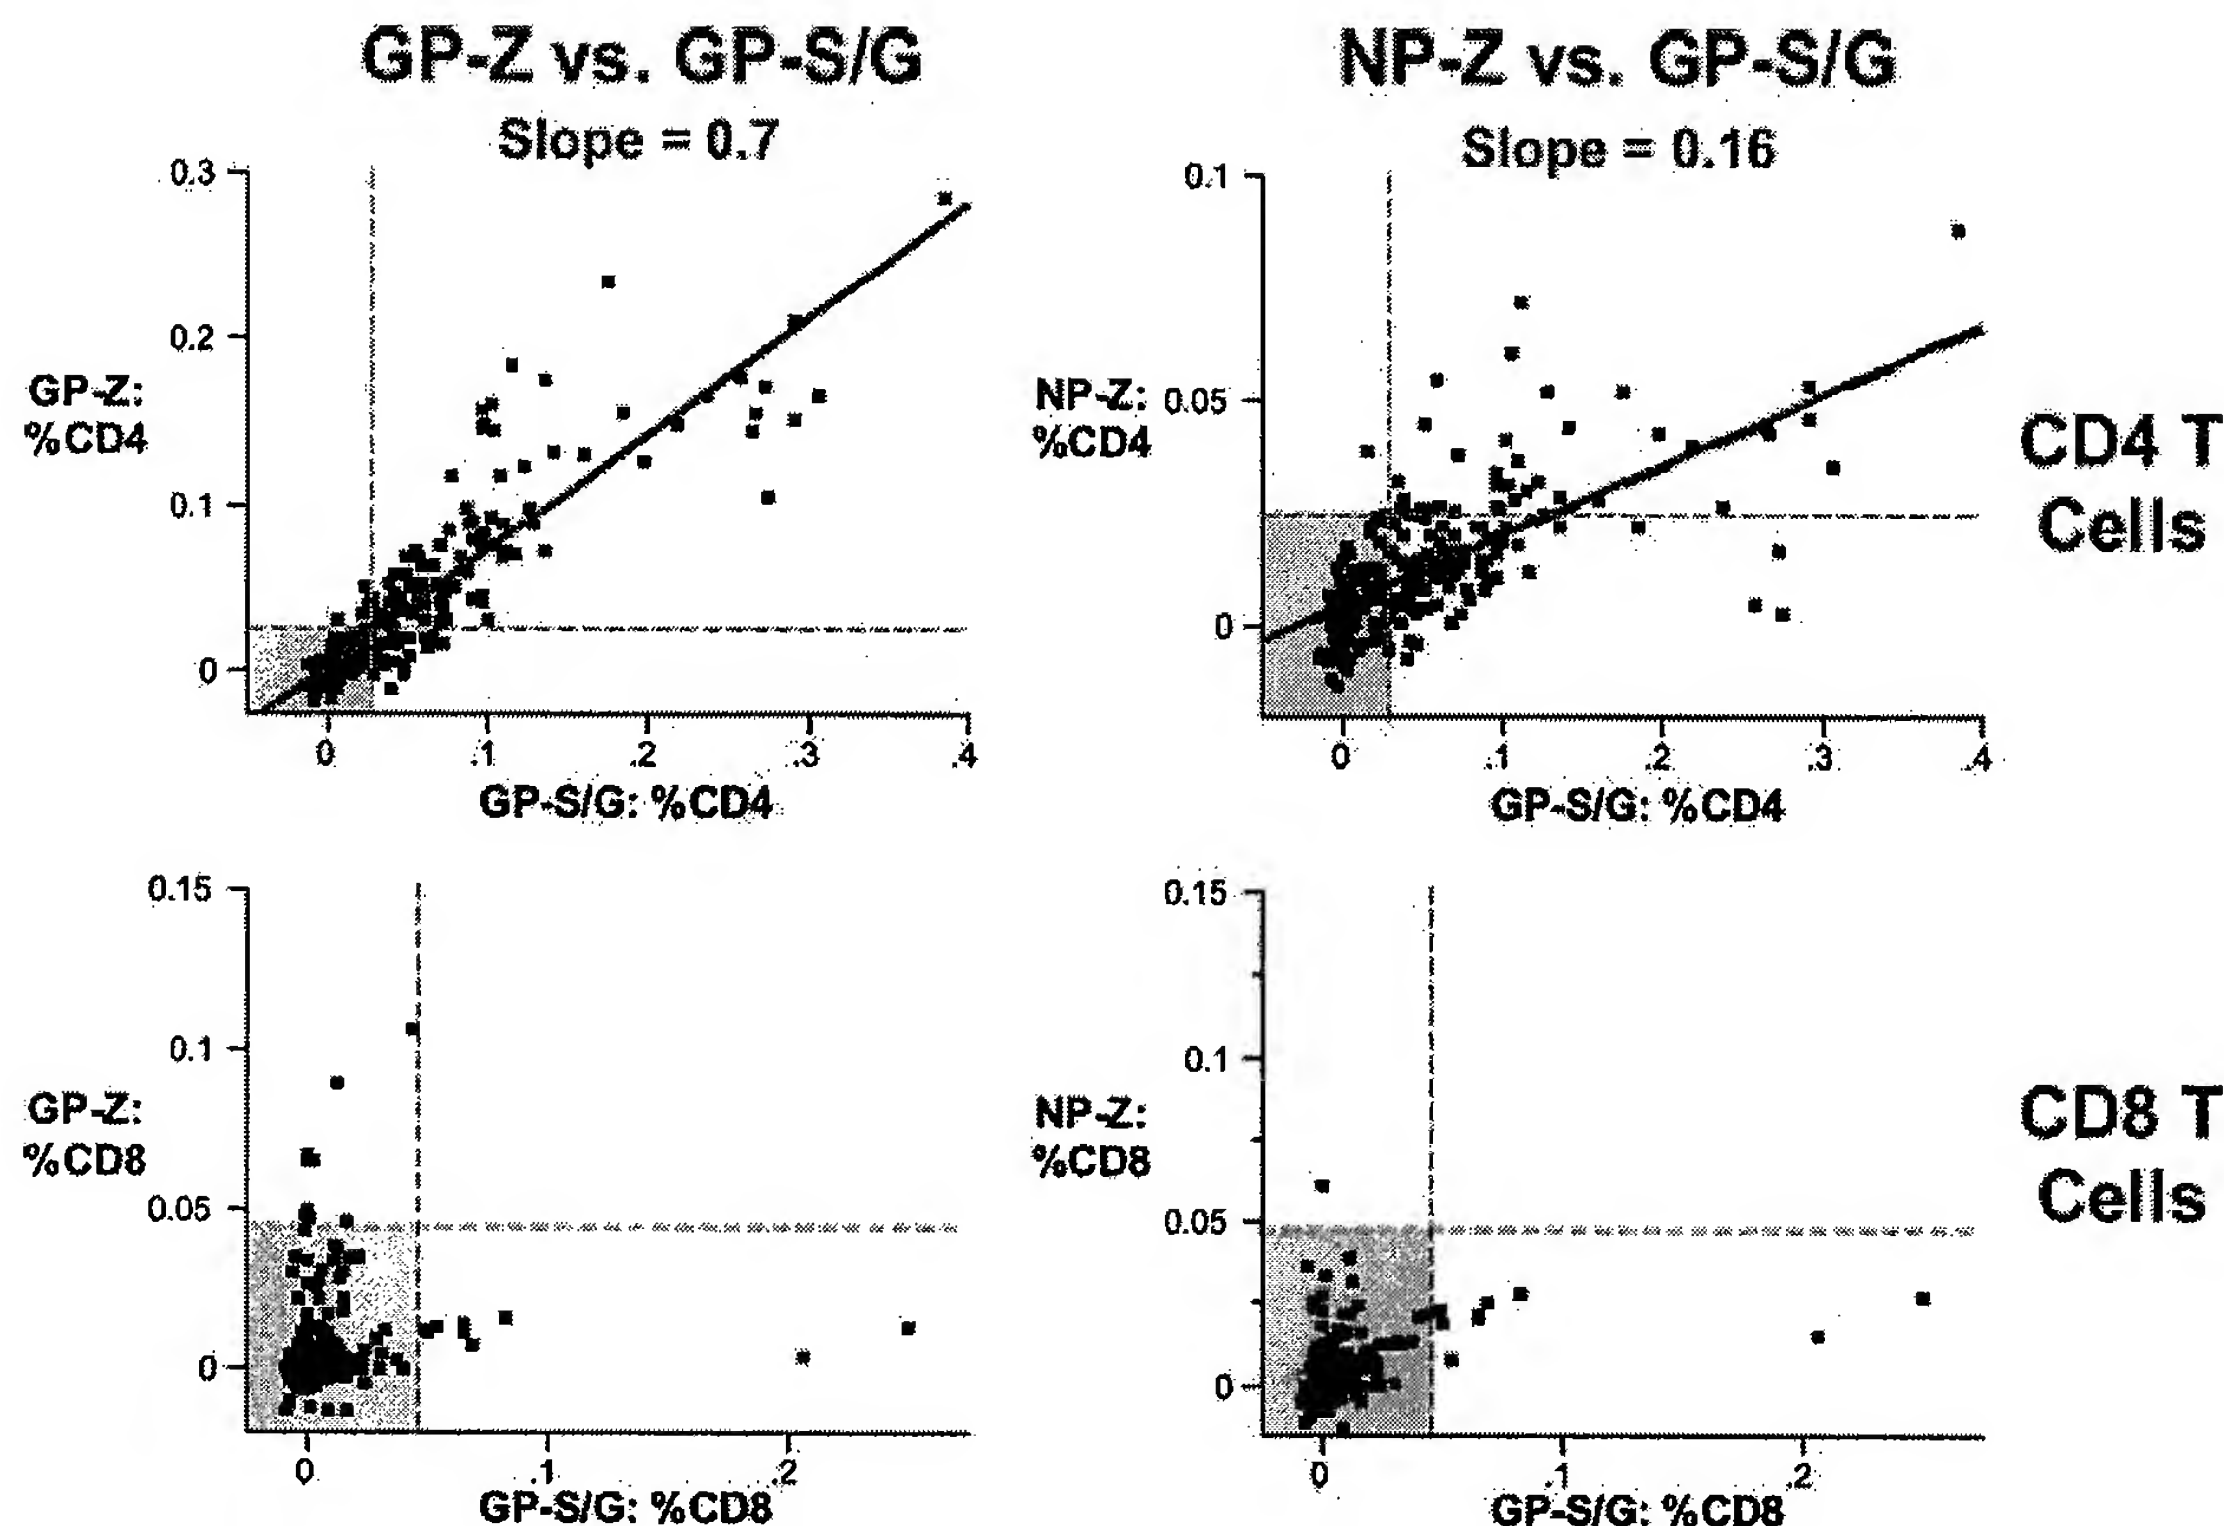 GP-Z vs. GP-S/G
Slope = 0.7
0.3
0.2
0.1
0
GP-Z:
%CD4
0
.1
.2
.3
.4
GP-S/G: %CD4
NP-Z vs. GP-S/G
Slope = 0.16
0.1
0.05
0
NP-Z:
%CD4
0
.1
.2
.3
.4
GP-S/G: %CD4
CD4 T
Cells
0.15
0.1
0.05
0
GP-Z:
%CD8
0
.1
.2
GP-S/G: %CD8
0.15
0.1
0.05
0
NP-Z:
%CD8
0
.1
.2
GP-S/G: %CD8
CD8 T
Cells